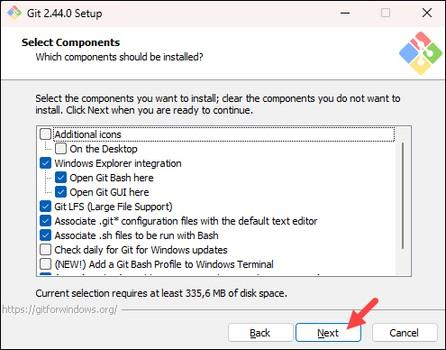 Git 2.44.0 Setup
Select Components
Which components should be installed?
Select the components you want to install; clear the components you do not want to
install. Click Next when you are ready to continue.
Additional icons
On the Desktop
Windows Explorer integration
Open Git Bash here
Open Git GUI here
Git LFS (Large File Support)
Associate .git* configuration files with the default text editor
Associate .sh files to be run with Bash
Check daily for Git for Windows updates
(NEW!) Add a Git Bash Profile to Windows Terminal
Current selection requires at least 335,6 MB of disk space.
https://gitforwindows.org/
Back
Next
Cancel